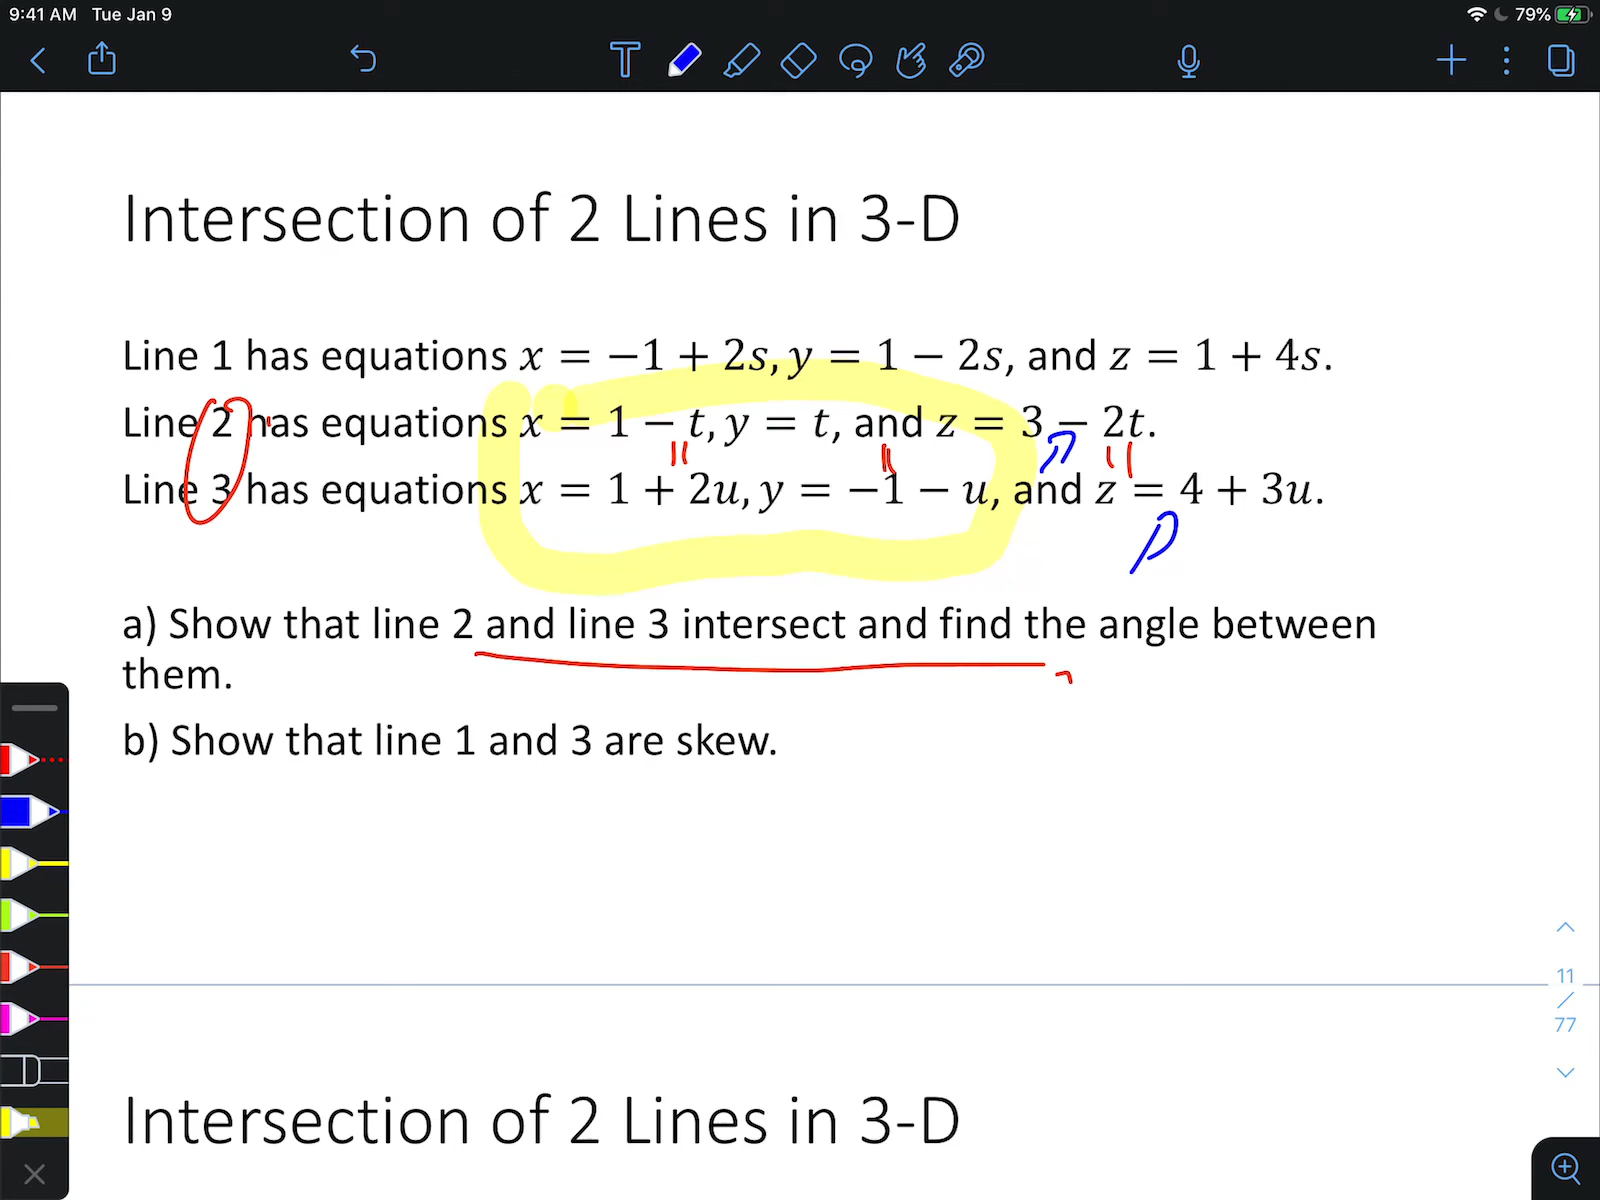 9:41 AM Tue Jan 9 79%
Intersection of 2 Lines in 3-D
Line 1 has equations x = −1 + 2s, y = 1 − 2s, and z = 1 + 4s.
Line 2 has equations x = 1 − t, y = t, and z = 3 − 2t.
Line 3 has equations x = 1 + 2u, y = −1 − u, and z = 4 + 3u.
a) Show that line 2 and line 3 intersect and find the angle between
them.
b) Show that line 1 and 3 are skew.
11
/
77
Intersection of 2 Lines in 3-D